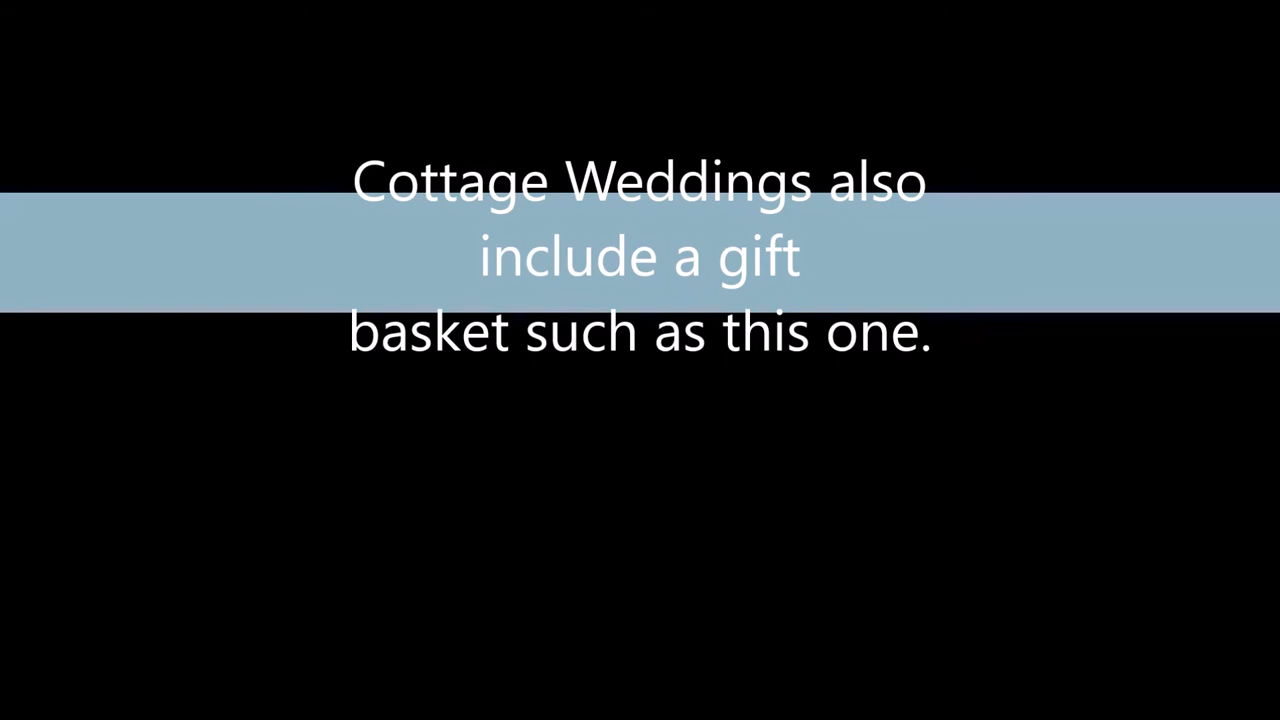 Cottage Weddings also
include a gift
basket such as this one.